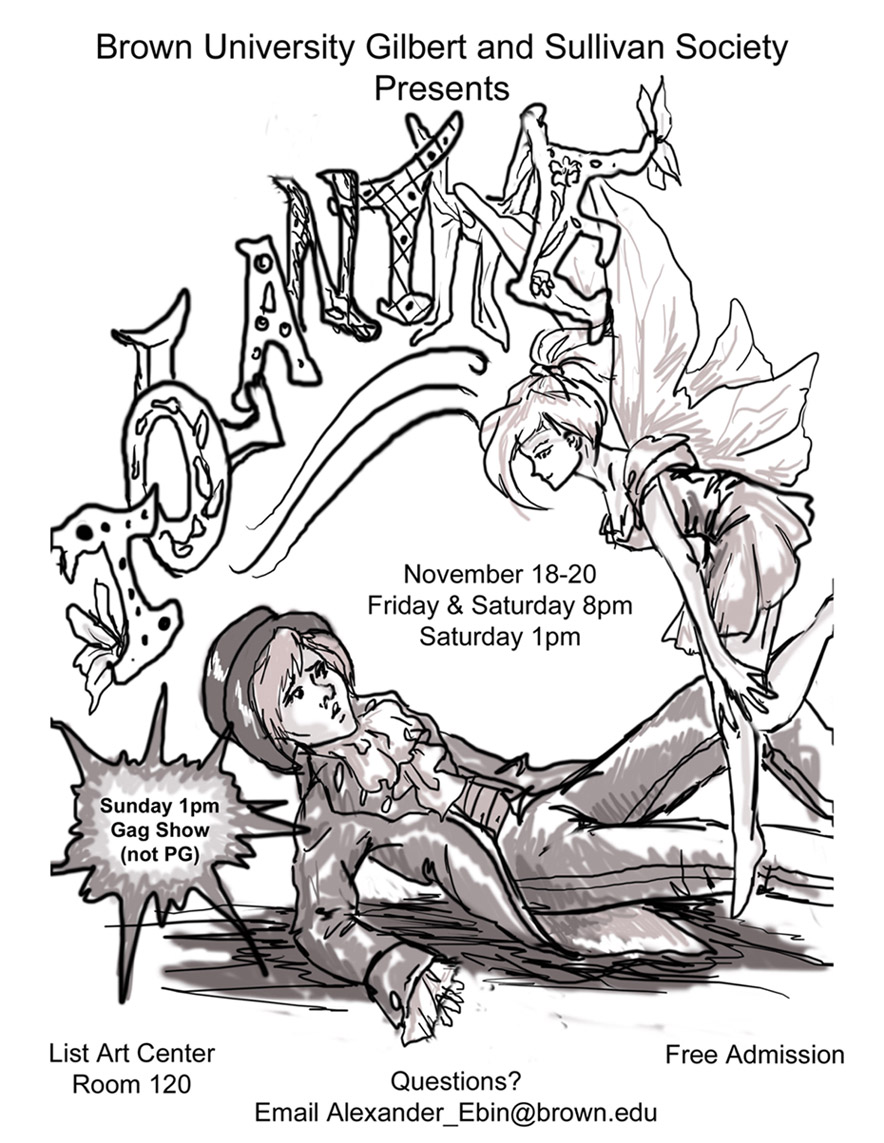 Brown University Gilbert and Sullivan Society
Presents
IOLANTHE
November 18-20
Friday & Saturday 8pm
Saturday 1pm
Sunday 1pm
Gag Show
(not PG)
List Art Center
Room 120
Free Admission
Questions?
Email Alexander_Ebin@brown.edu